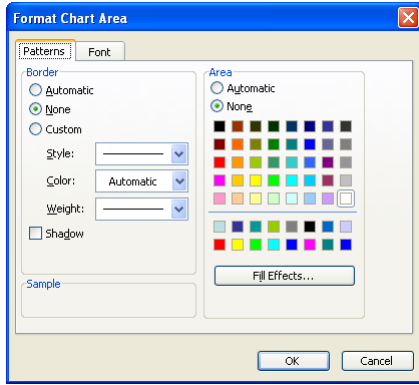 Format Chart Area
Patterns Font
Border
Automatic
None
Custom
Style:
Color: Automatic
Weight:
Shadow
Sample
Area
Automatic
None
Fill Effects...
OK Cancel